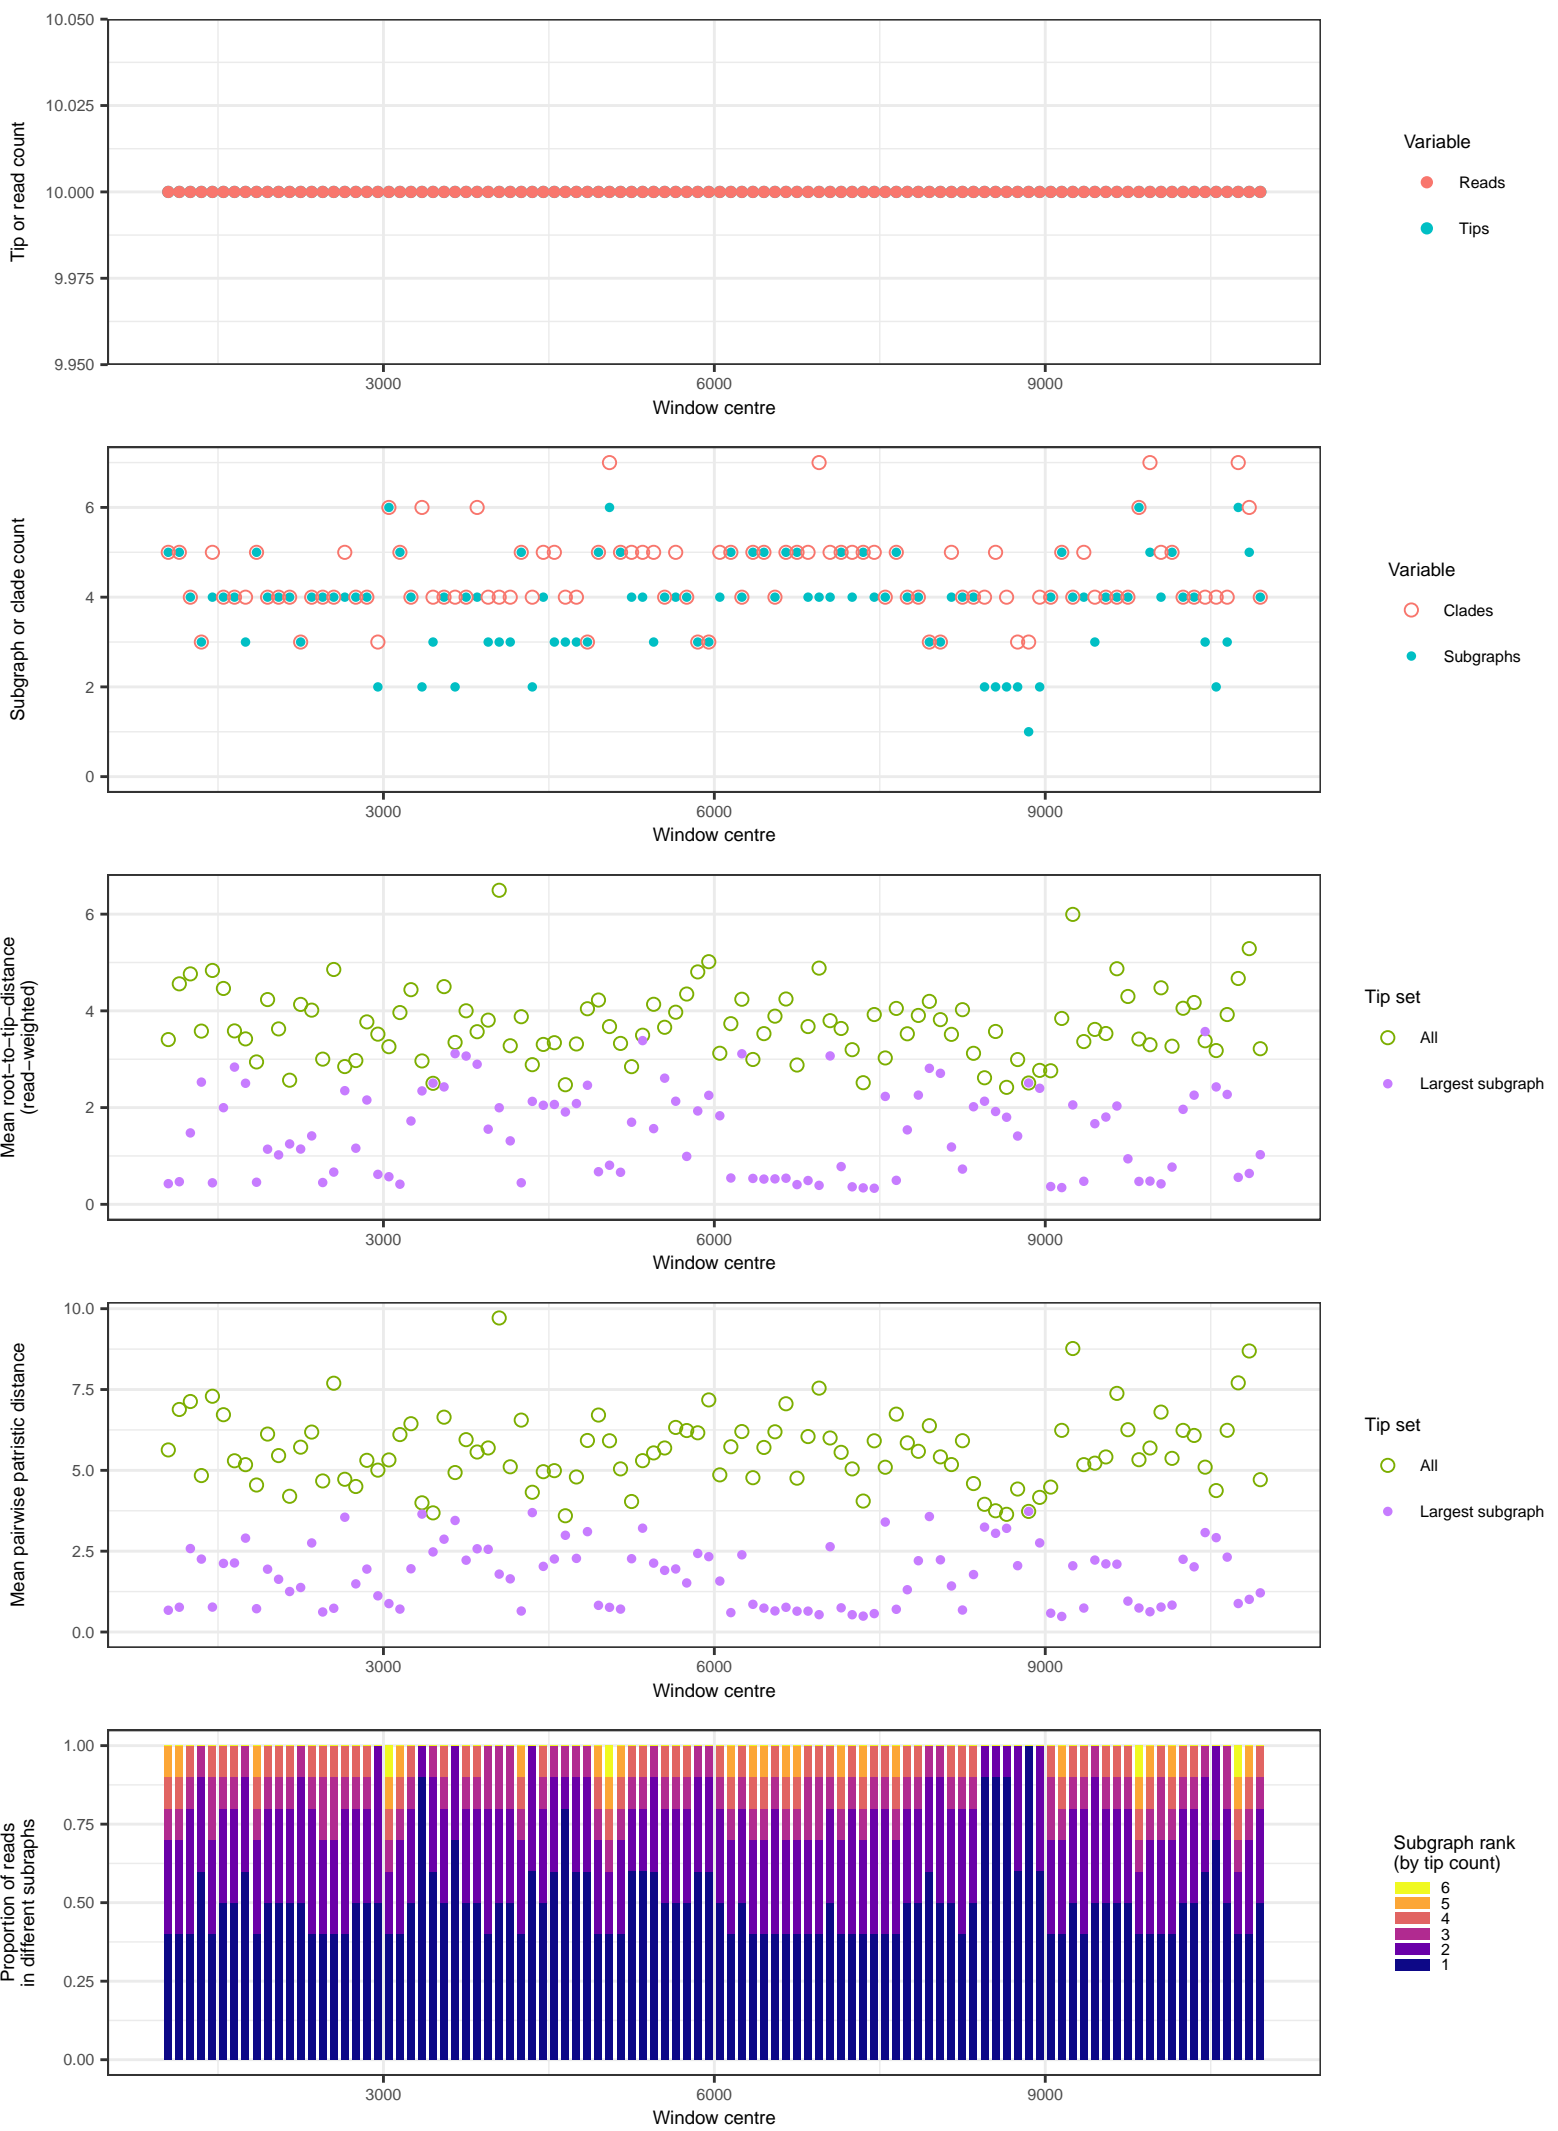 10.050
10.025
10.000
9.975
9.950
Tip or read count
3000 6000 9000
Window centre
Variable
Reads
Tips
6
4
2
0
Subgraph or clade count
3000 6000 9000
Window centre
Variable
Clades
Subgraphs
6
4
2
0
Mean root−to−tip−distance
(read−weighted)
3000 6000 9000
Window centre
Tip set
All
Largest subgraph
10.0
7.5
5.0
2.5
0.0
Mean pairwise patristic distance
3000 6000 9000
Window centre
Tip set
All
Largest subgraph
1.00
0.75
0.50
0.25
0.00
Proportion of reads
in different subraphs
3000 6000 9000
Window centre
Subgraph rank
(by tip count)
6
5
4
3
2
1